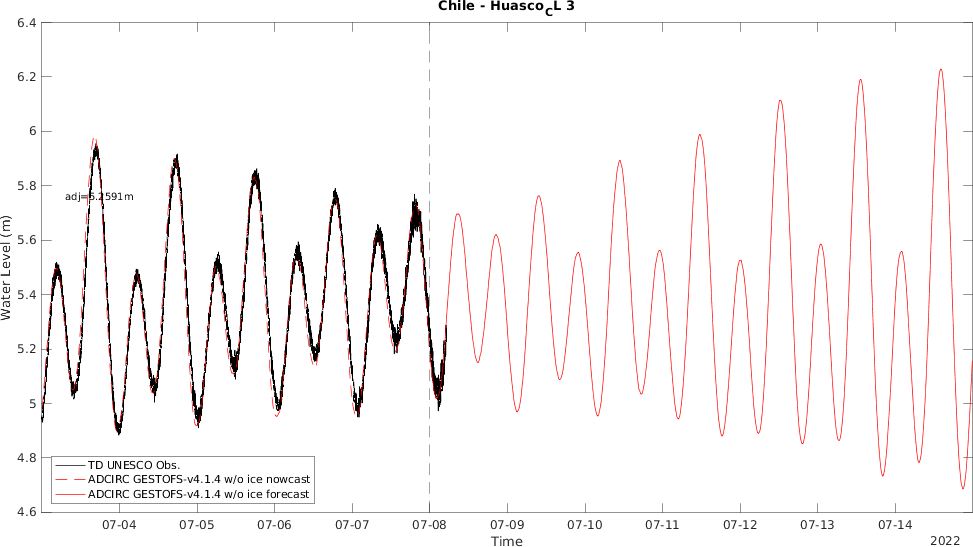 Chile - HuascoCL 3
6.4
6.2
6
5.8
5.6
5.4
5.2
5
4.8
4.6
Water Level (m)
adj=5.2591m
TD UNESCO Obs.
ADCIRC GESTOFS-v4.1.4 w/o ice nowcast
ADCIRC GESTOFS-v4.1.4 w/o ice forecast
07-04 07-05 07-06 07-07 07-08 07-09 07-10 07-11 07-12 07-13 07-14
Time
2022